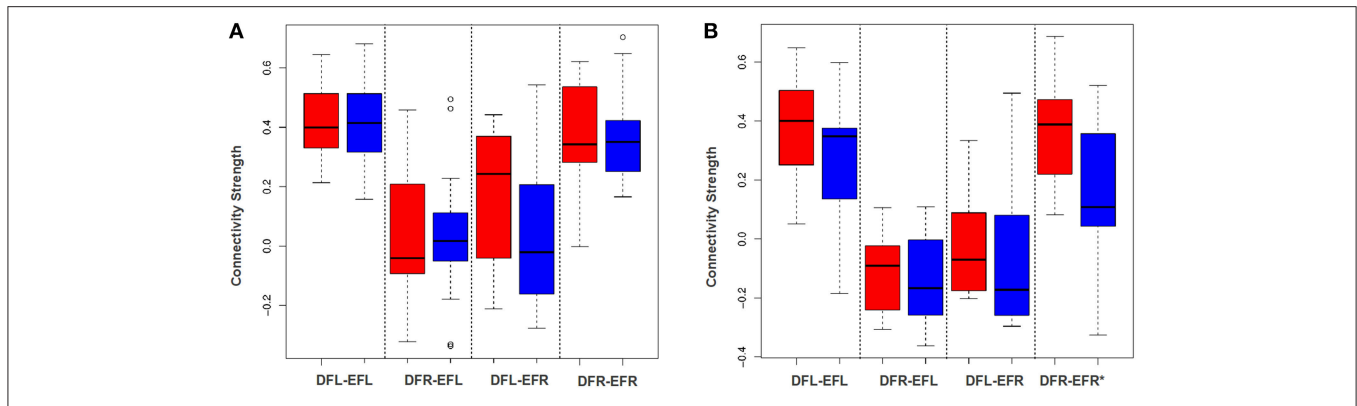 A
Connectivity Strength
0.6
0.4
0.2
0.0
−0.2
DFL-EFL
DFR-EFL
DFL-EFR
DFR-EFR
B
Connectivity Strength
0.6
0.4
0.2
0.0
−0.2
−0.4
DFL-EFL
DFR-EFL
DFL-EFR
DFR-EFR*